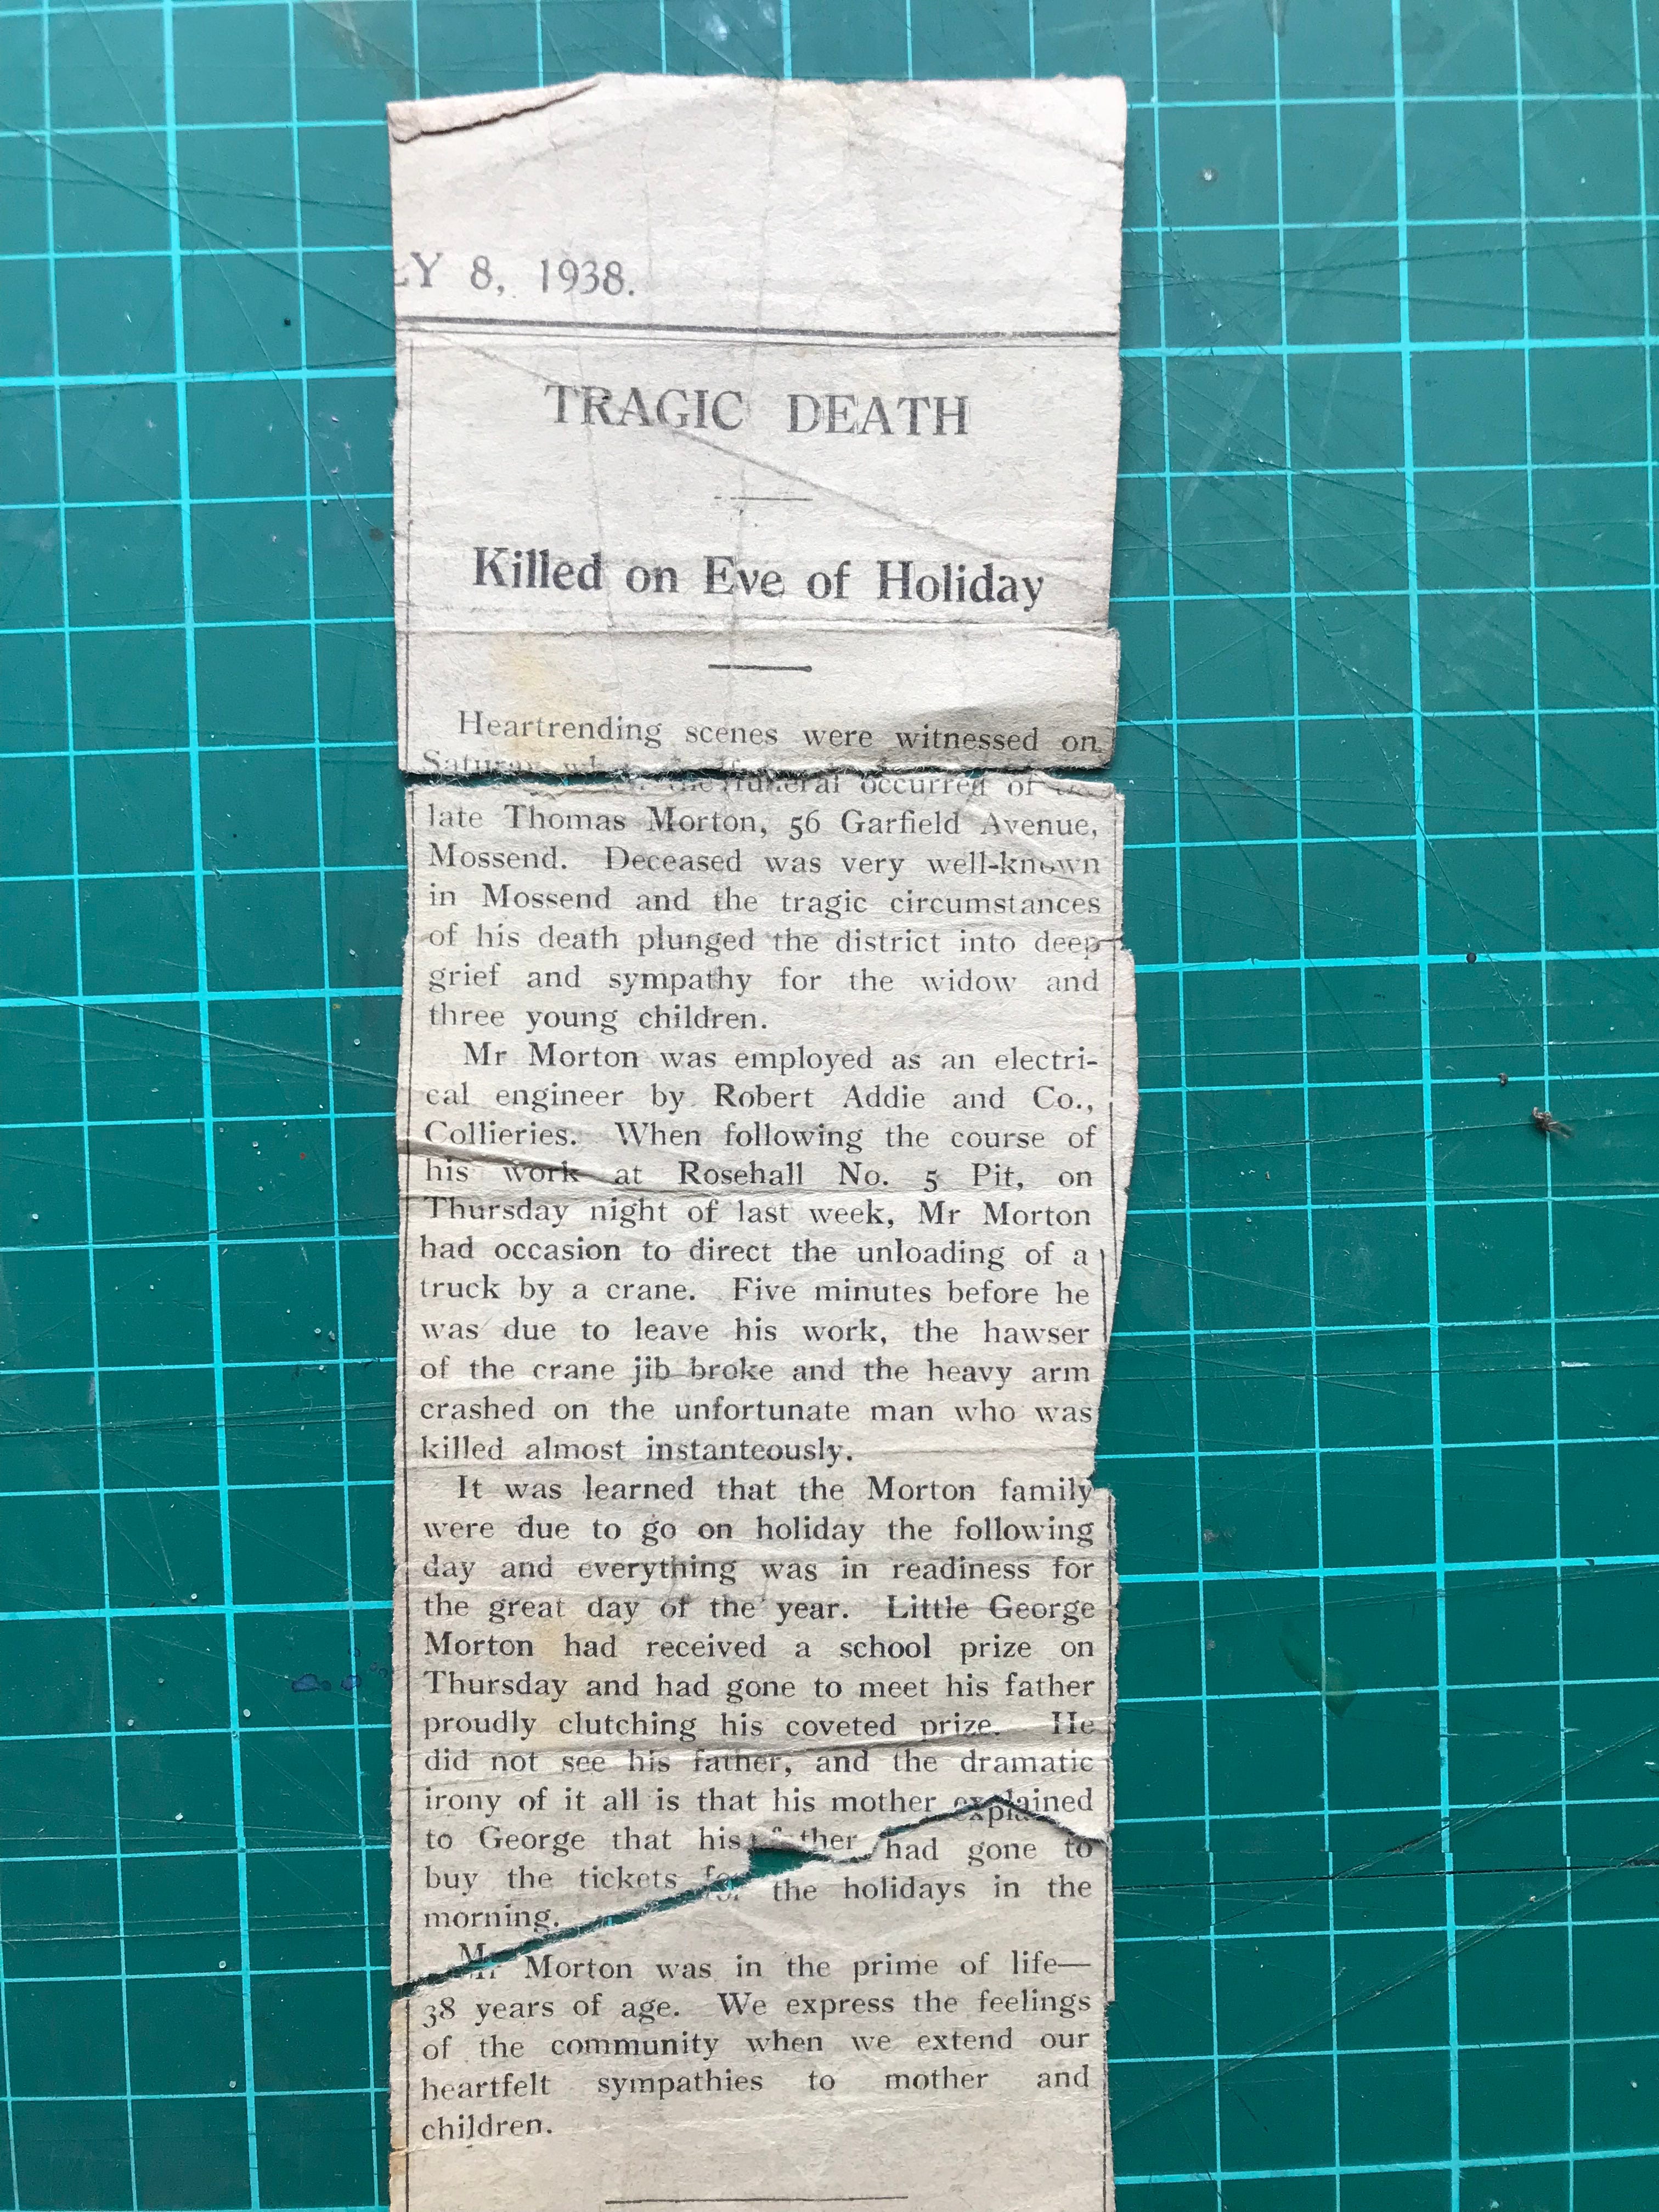 LY 8, 1938.
TRAGIC DEATH
Killed on Eve of Holiday
Heartrending scenes were witnessed on
the funeral occurred of
late Thomas Morton, 56 Garfield Avenue,
Mossend. Deceased was very well-known
in Mossend and the tragic circumstances
of his death plunged the district into deep
grief and sympathy for the widow and
three young children.
Mr Morton was employed as an electri-
cal engineer by Robert Addie and Co.,
Collieries. When following the course of
his work at Rosehall No. 5 Pit, on
Thursday night of last week, Mr Morton
had occasion to direct the unloading of a
truck by a crane. Five minutes before he
was due to leave his work, the hawser
of the crane jib broke and the heavy arm
crashed on the unfortunate man who was
killed almost instanteously.
It was learned that the Morton family
were due to go on holiday the following
day and everything was in readiness for
the great day of the year. Little George
Morton had received a school prize on
Thursday and had gone to meet his father
proudly clutching his coveted prize. He
did not see his father, and the dramatic
irony of it all is that his mother explained
to George that his father had gone to
buy the tickets for the holidays in the
morning.
Mr Morton was in the prime of life—
38 years of age. We express the feelings
of the community when we extend our
heartfelt sympathies to mother and
children.